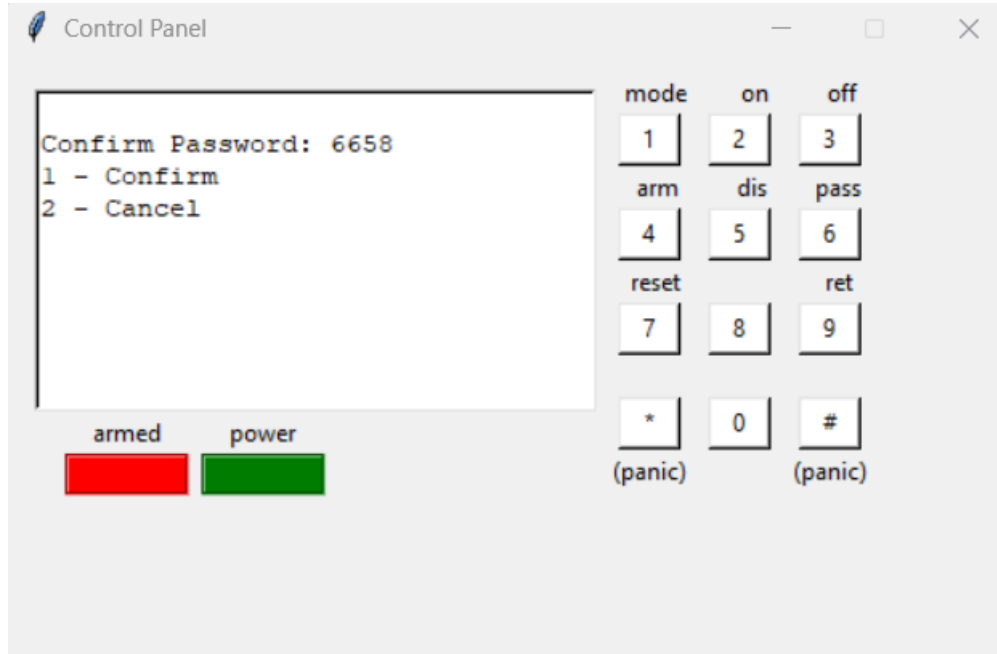 Control Panel
Confirm Password: 6658
1 - Confirm
2 - Cancel
mode on off
1 2 3
arm dis pass
4 5 6
reset ret
7 8 9
* 0 #
(panic) (panic)
armed power